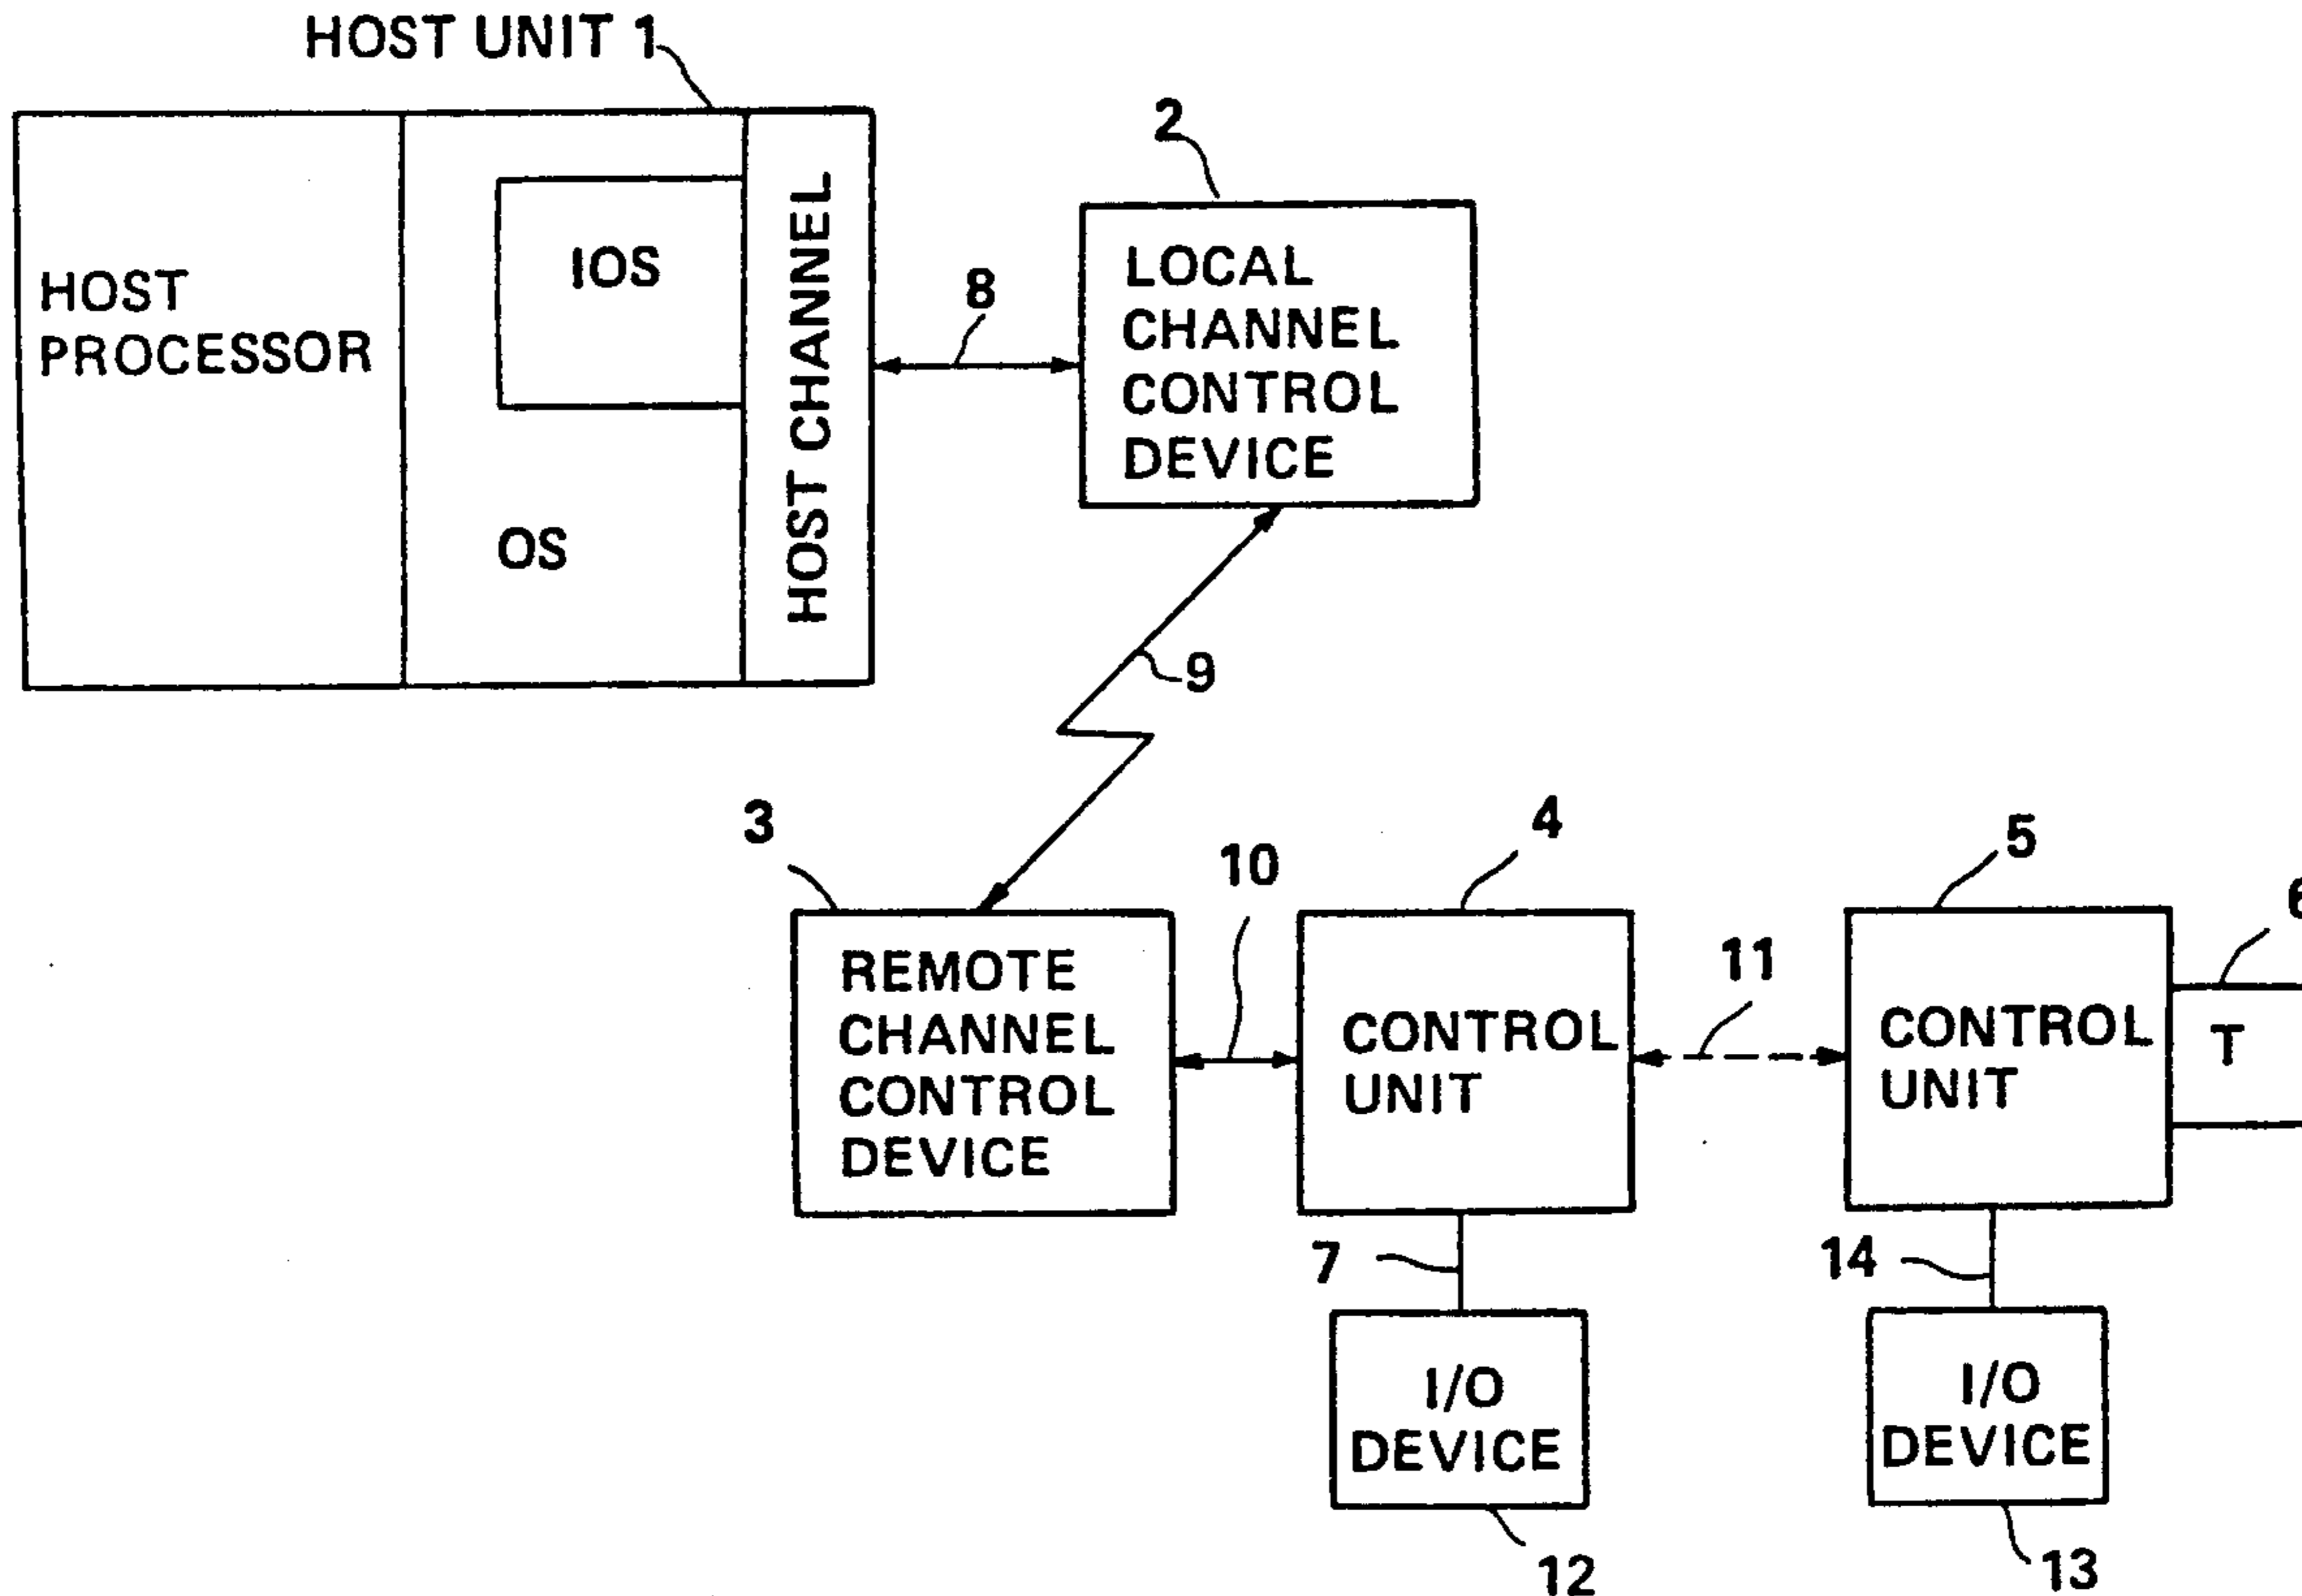 HOST UNIT 1
HOST
PROCESSOR
IOS
OS
HOST CHANNEL
8
2
LOCAL
CHANNEL
CONTROL
DEVICE
9
3
REMOTE
CHANNEL
CONTROL
DEVICE
10
4
CONTROL
UNIT
11
5
CONTROL
UNIT
6
T
7
I/O
DEVICE
12
14
I/O
DEVICE
13